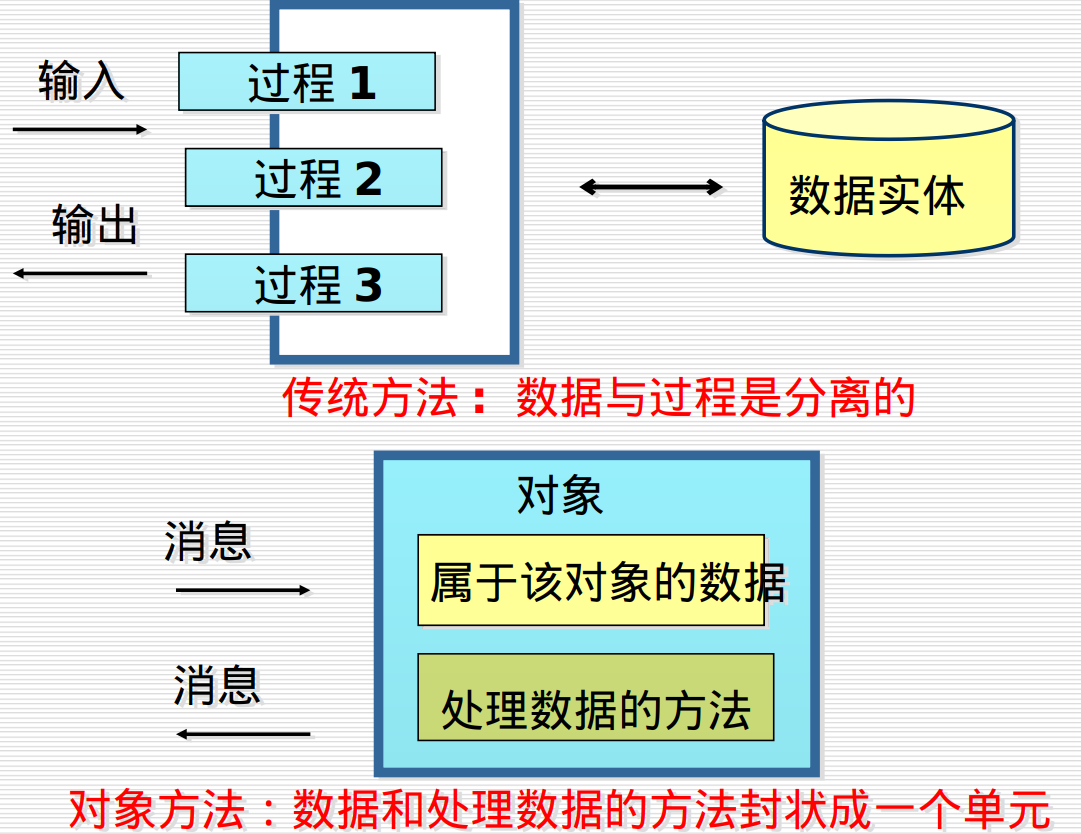 输入
过程 1
过程 2
输出
过程 3
数据实体
传统方法： 数据与过程是分离的
对象
消息
属于该对象的数据
消息
处理数据的方法
对象方法：数据和处理数据的方法封状成一个单元